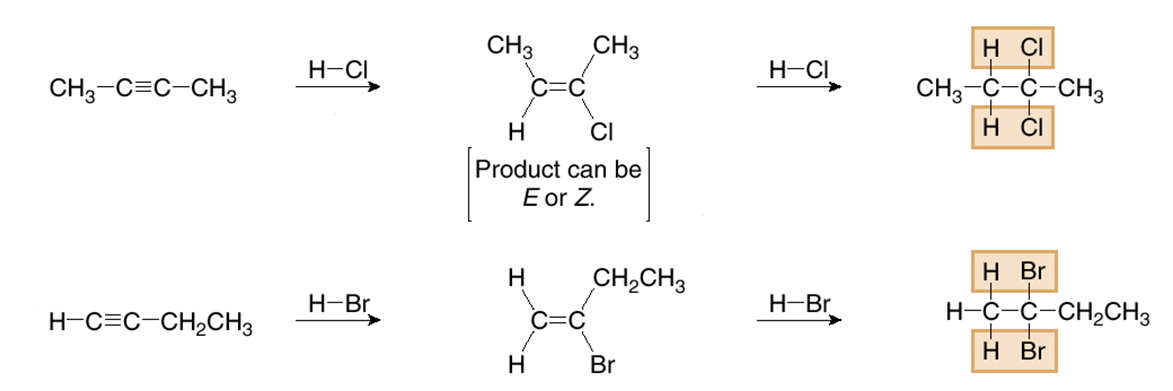 CH₃ CH₃ H Cl
H–Cl H–Cl
CH₃–C≡C–CH₃ C=C CH₃–C–C–CH₃
H Cl H Cl
Product can be
E or Z.
H CH₂CH₃ H Br
H–Br H–Br
H–C≡C–CH₂CH₃ C=C H–C–C–CH₂CH₃
H Br H Br